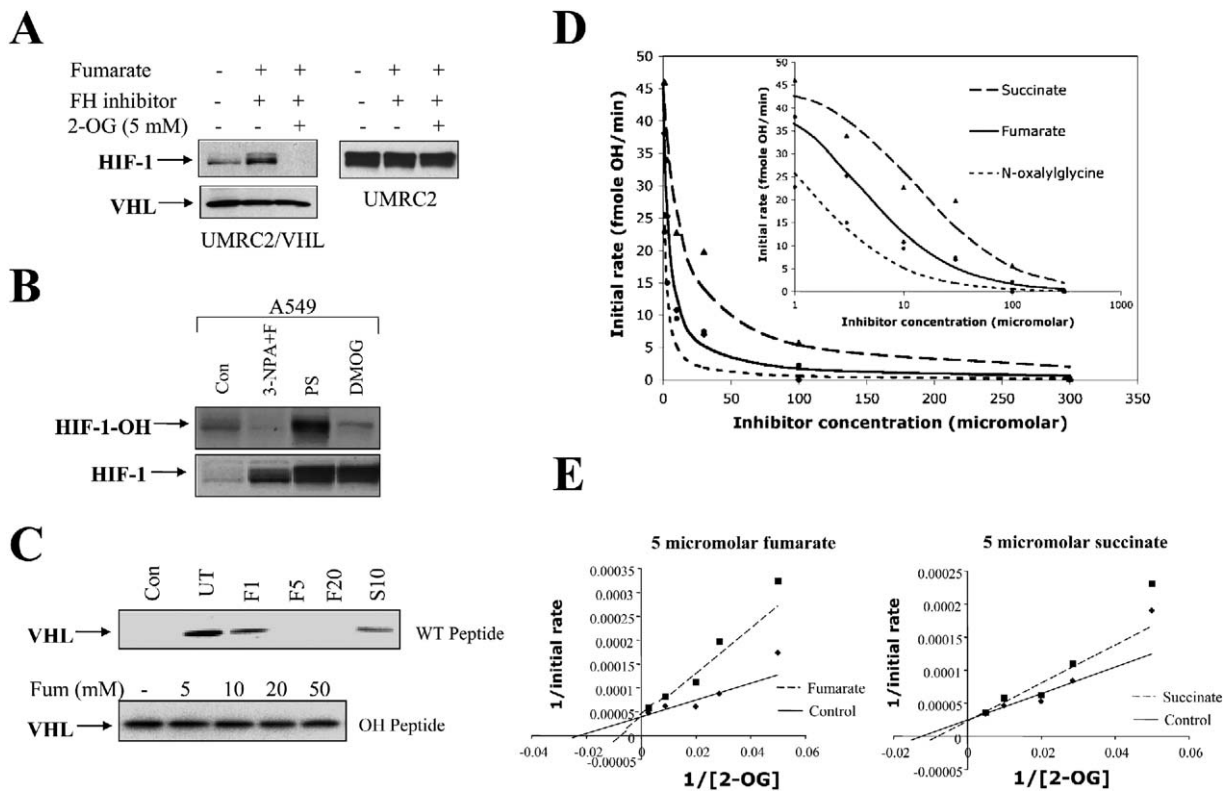 A
Fumarate - + + - + +
FH inhibitor - + + - + +
2-OG (5 mM) - - + - - +
HIF-1
VHL
UMRC2/VHL
UMRC2
B
A549
Con 3-NPA+F PS DMOG
HIF-1-OH
HIF-1
C
Con UT F1 F5 F20 S10
VHL WT Peptide
Fum (mM) - 5 10 20 50
VHL OH Peptide
D
Initial rate (fmole OH/min)
50
45
40
35
30
25
20
15
10
5
0
0 50 100 150 200 250 300 350
Inhibitor concentration (micromolar)
Initial rate (fmole OH/min)
50
45
40
35
30
25
20
15
10
5
0
1 10 100 1000
Inhibitor concentration (micromolar)
Succinate
Fumarate
N-oxalylglycine
E
5 micromolar fumarate
1/initial rate
0.00035
0.0003
0.00025
0.0002
0.00015
0.0001
0.00005
0
-0.00005
-0.04 -0.02 0 0.02 0.04 0.06
1/[2-OG]
Fumarate
Control
5 micromolar succinate
1/initial rate
0.00025
0.0002
0.00015
0.0001
0.00005
0
-0.00005
-0.02 0 0.02 0.04 0.06
1/[2-OG]
Succinate
Control